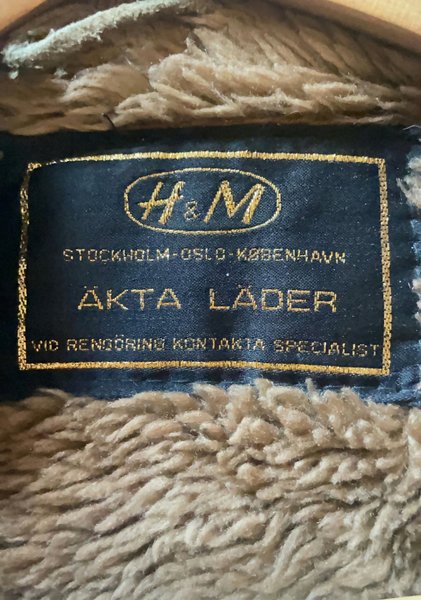 H&M
STOCKHOLM-OSLO-KØBENHAVN
ÄKTA LÄDER
VID RENGÖRING KONTAKTA SPECIALIST